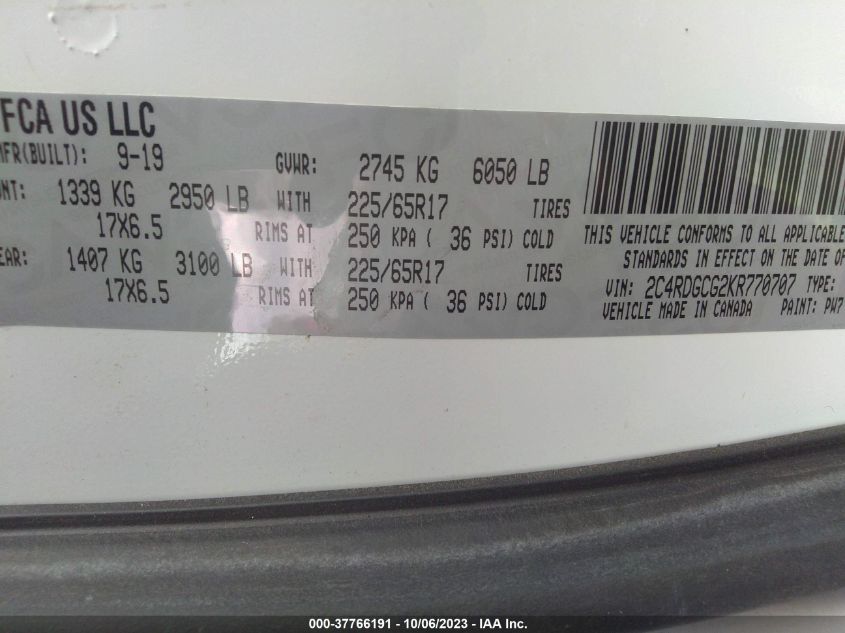 FCA US LLC
MFR(BUILT): 9-19 GVWR: 2745 KG 6050 LB
1339 KG 2950 LB WITH 225/65R17 TIRES
17X6.5 RIMS AT 250 KPA ( 36 PSI) COLD
1407 KG 3100 LB WITH 225/65R17 TIRES
17X6.5 RIMS AT 250 KPA ( 36 PSI) COLD
THIS VEHICLE CONFORMS TO ALL APPLICABLE
STANDARDS IN EFFECT ON THE DATE OF
VIN: 2C4RDGCG2KR770707 TYPE:
VEHICLE MADE IN CANADA PAINT: PW7
000-37766191 - 10/06/2023 - IAA Inc.